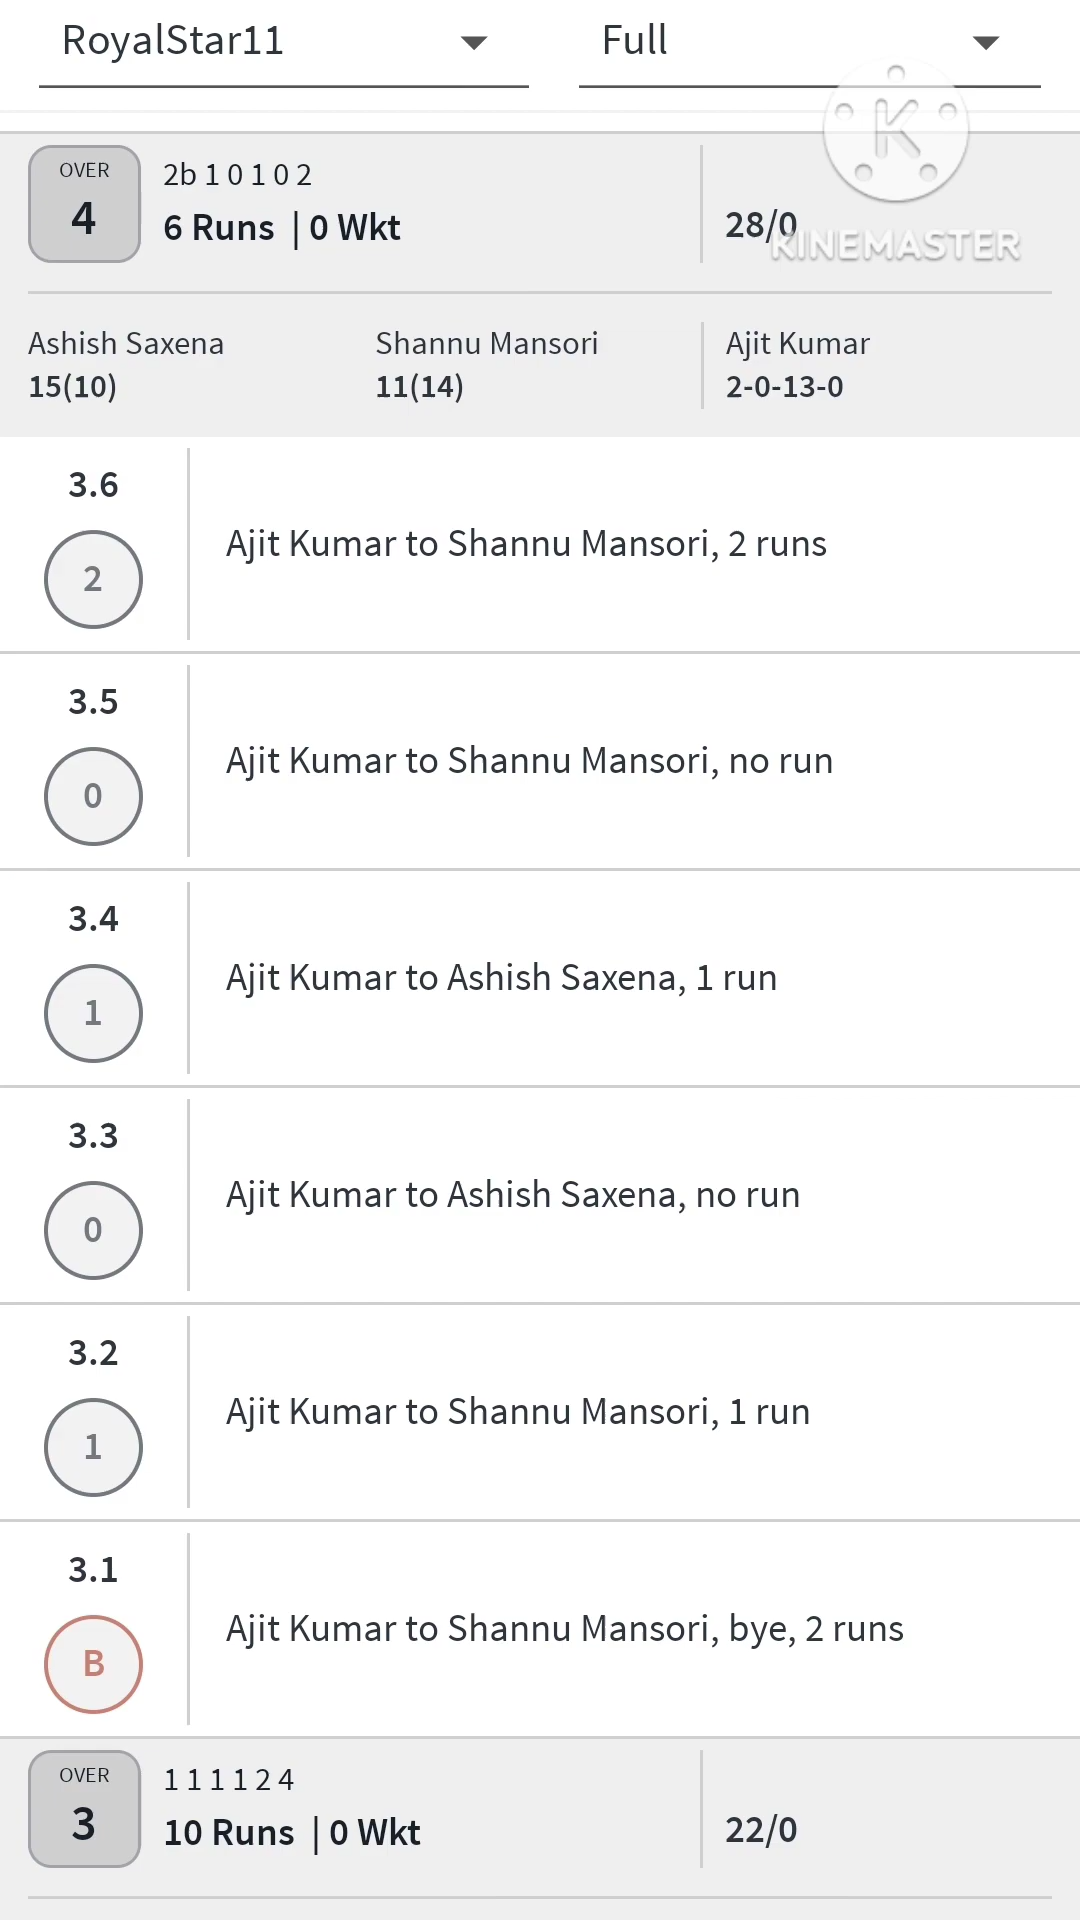 RoyalStar11
Full
K
OVER
4
2b 1 0 1 0 2
6 Runs | 0 Wkt
28/0
KINEMASTER
Ashish Saxena
15(10)
Shannu Mansori
11(14)
Ajit Kumar
2-0-13-0
3.6
2
Ajit Kumar to Shannu Mansori, 2 runs
3.5
0
Ajit Kumar to Shannu Mansori, no run
3.4
1
Ajit Kumar to Ashish Saxena, 1 run
3.3
0
Ajit Kumar to Ashish Saxena, no run
3.2
1
Ajit Kumar to Shannu Mansori, 1 run
3.1
B
Ajit Kumar to Shannu Mansori, bye, 2 runs
OVER
3
1 1 1 1 2 4
10 Runs | 0 Wkt
22/0